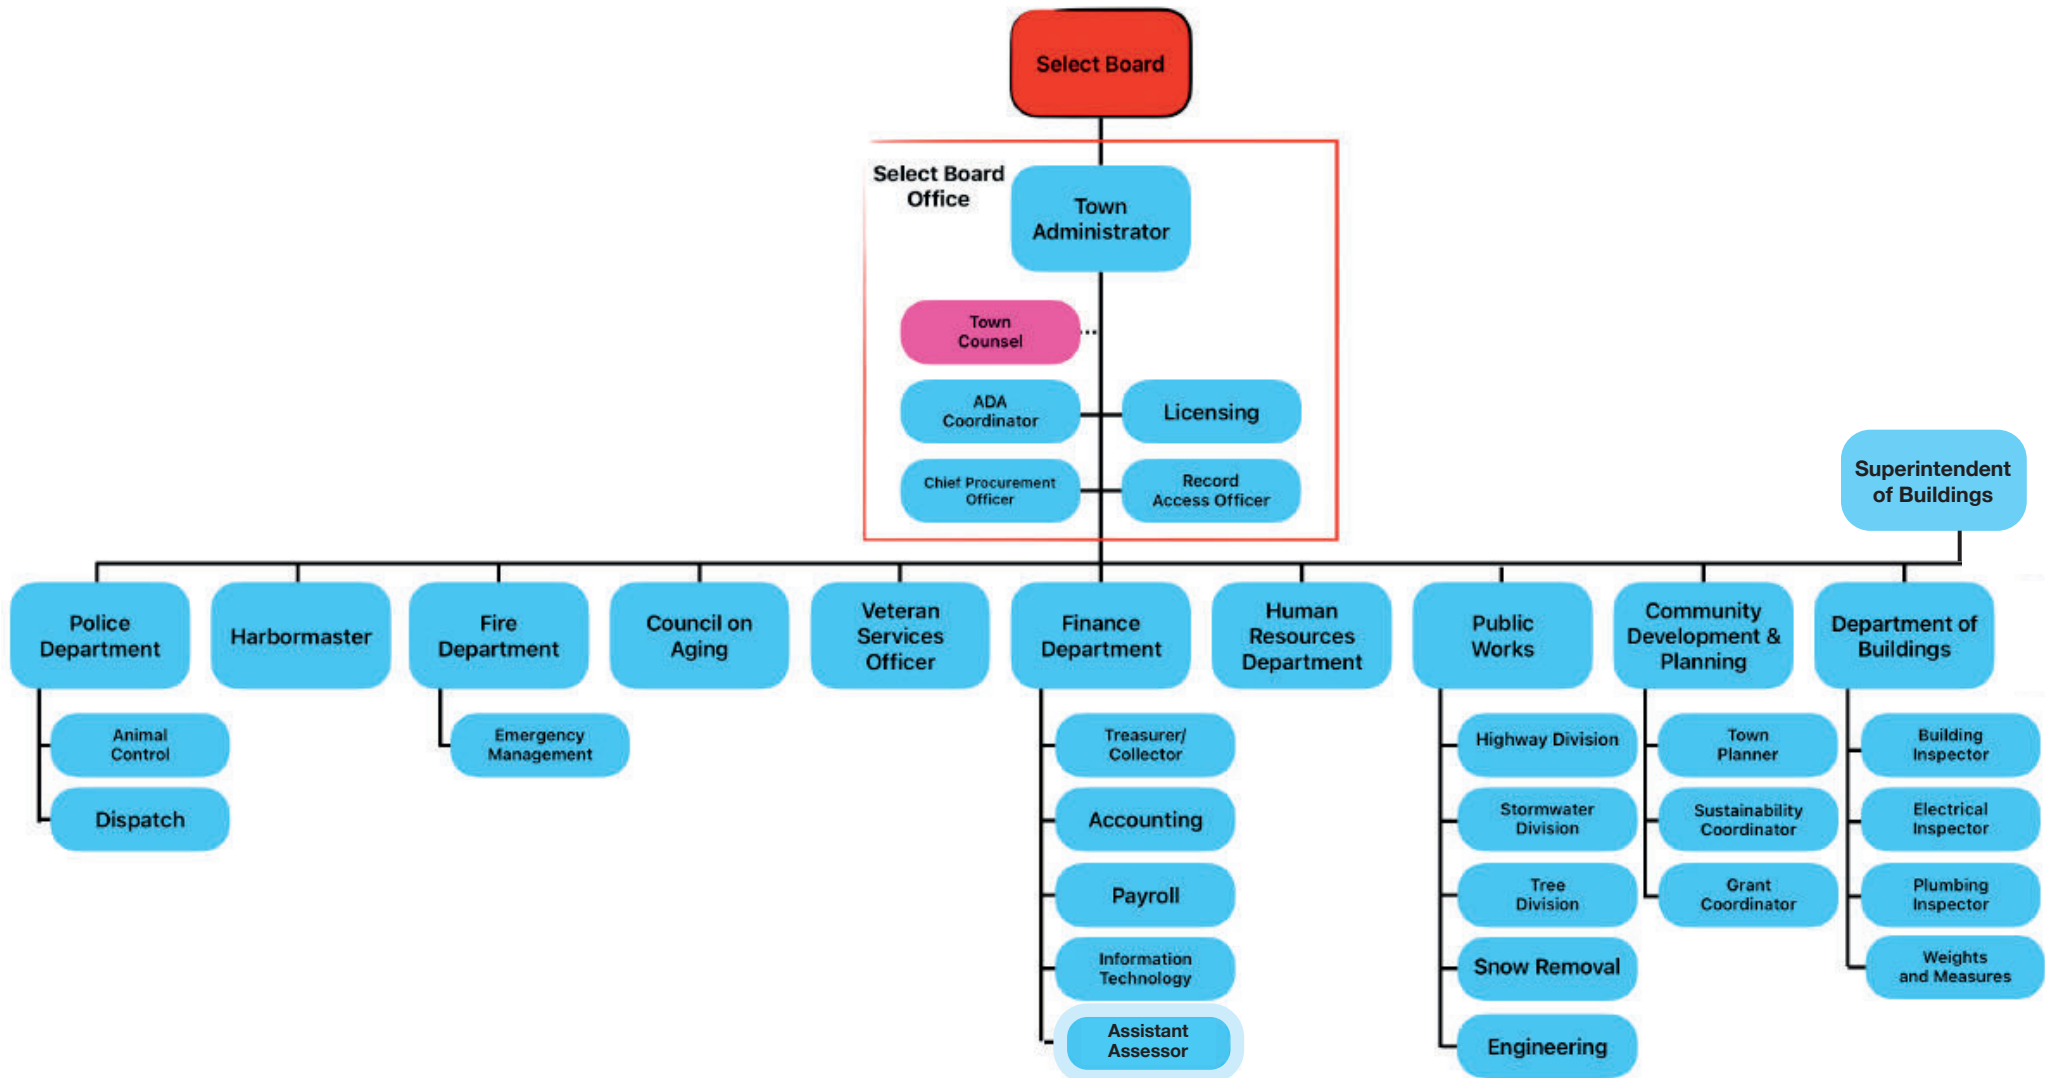 Select Board
Select Board
Office
Town
Administrator
Town
Counsel
ADA
Coordinator
Licensing
Chief Procurement
Officer
Record
Access Officer
Superintendent
of Buildings
Police
Department
Harbormaster
Fire
Department
Council on
Aging
Veteran
Services
Officer
Finance
Department
Human
Resources
Department
Public
Works
Community
Development &
Planning
Department of
Buildings
Animal
Control
Dispatch
Emergency
Management
Treasurer/
Collector
Accounting
Payroll
Information
Technology
Assistant
Assessor
Highway Division
Stormwater
Division
Tree
Division
Snow Removal
Engineering
Town
Planner
Sustainability
Coordinator
Grant
Coordinator
Building
Inspector
Electrical
Inspector
Plumbing
Inspector
Weights
and Measures